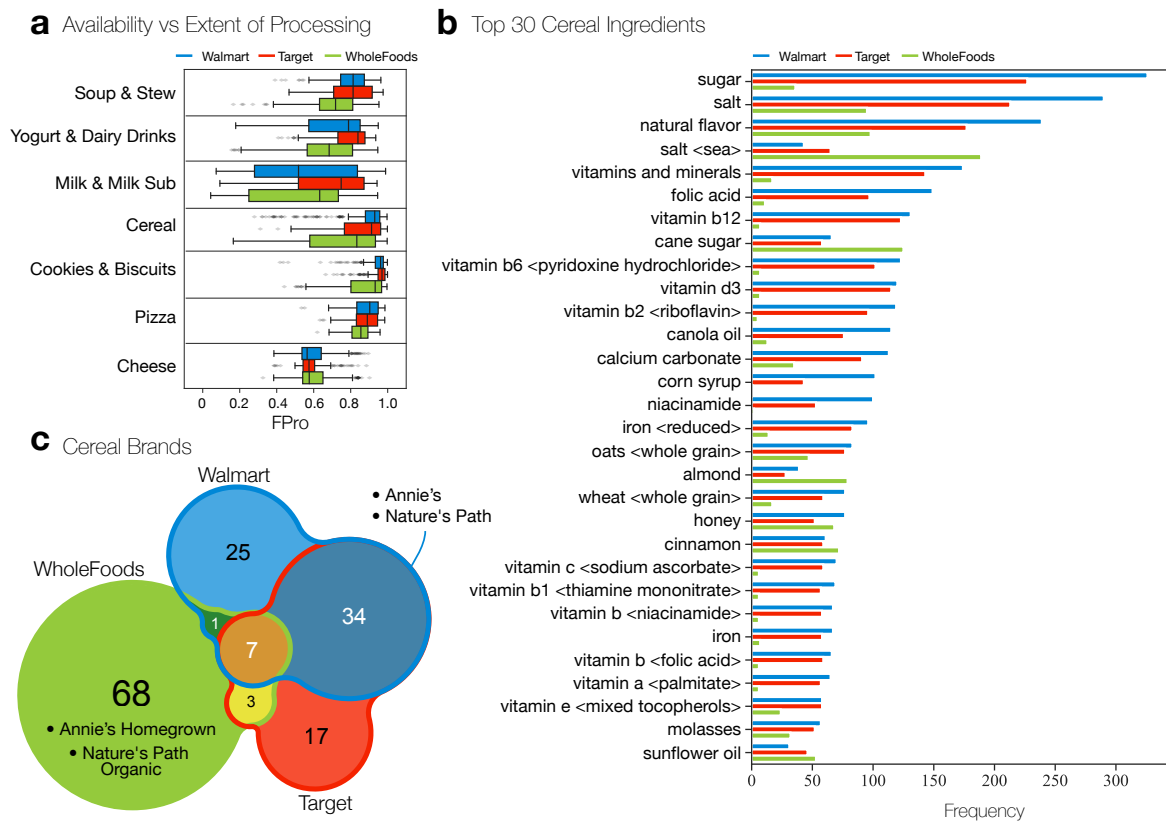 a Availability vs Extent of Processing
Walmart Target WholeFoods
Soup & Stew
Yogurt & Dairy Drinks
Milk & Milk Sub
Cereal
Cookies & Biscuits
Pizza
Cheese
0 0.2 0.4 0.6 0.8 1.0
FPro
b Top 30 Cereal Ingredients
Walmart Target WholeFoods
sugar
salt
natural flavor
salt <sea>
vitamins and minerals
folic acid
vitamin b12
cane sugar
vitamin b6 <pyridoxine hydrochloride>
vitamin d3
vitamin b2 <riboflavin>
canola oil
calcium carbonate
corn syrup
niacinamide
iron <reduced>
oats <whole grain>
almond
wheat <whole grain>
honey
cinnamon
vitamin c <sodium ascorbate>
vitamin b1 <thiamine mononitrate>
vitamin b <niacinamide>
iron
vitamin b <folic acid>
vitamin a <palmitate>
vitamin e <mixed tocopherols>
molasses
sunflower oil
0 50 100 150 200 250 300
Frequency
c Cereal Brands
Walmart
• Annie's
• Nature's Path
25
WholeFoods
34
1
7
3
68
• Annie's Homegrown
• Nature's Path
Organic
17
Target